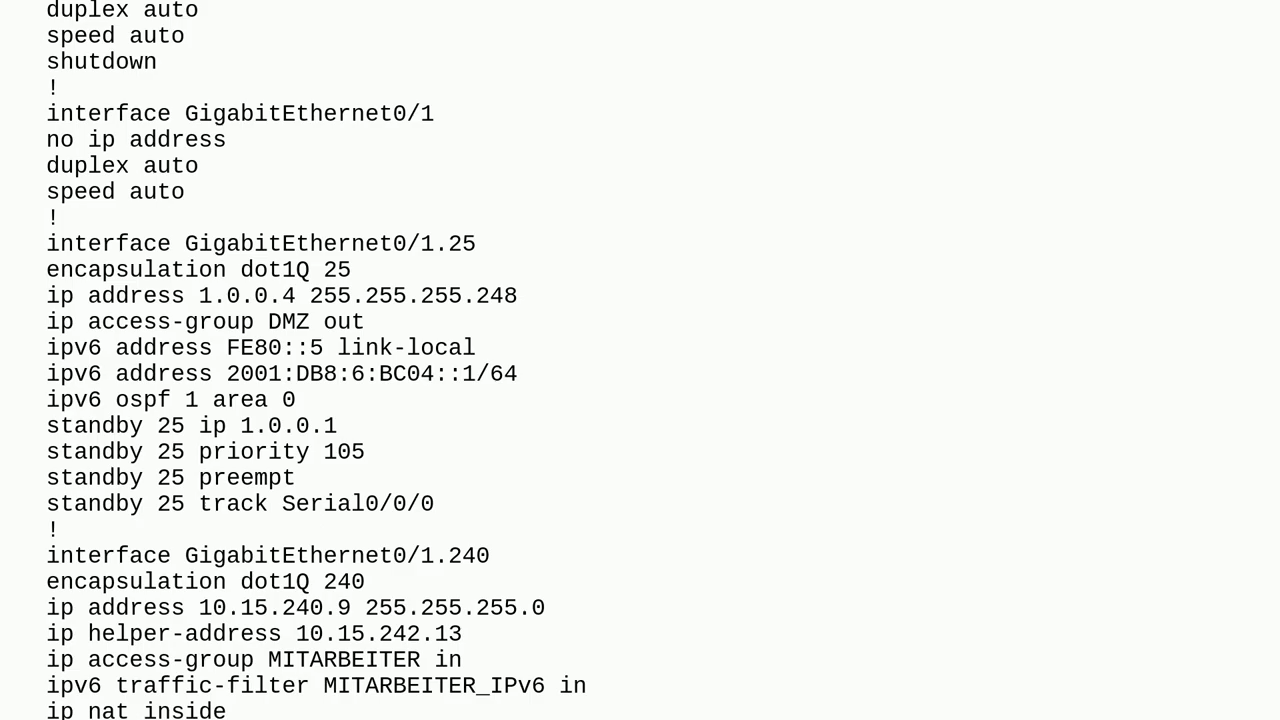 duplex auto
speed auto
shutdown
!
interface GigabitEthernet0/1
no ip address
duplex auto
speed auto
!
interface GigabitEthernet0/1.25
encapsulation dot1Q 25
ip address 1.0.0.4 255.255.255.248
ip access-group DMZ out
ipv6 address FE80::5 link-local
ipv6 address 2001:DB8:6:BC04::1/64
ipv6 ospf 1 area 0
standby 25 ip 1.0.0.1
standby 25 priority 105
standby 25 preempt
standby 25 track Serial0/0/0
!
interface GigabitEthernet0/1.240
encapsulation dot1Q 240
ip address 10.15.240.9 255.255.255.0
ip helper-address 10.15.242.13
ip access-group MITARBEITER in
ipv6 traffic-filter MITARBEITER_IPv6 in
ip nat inside